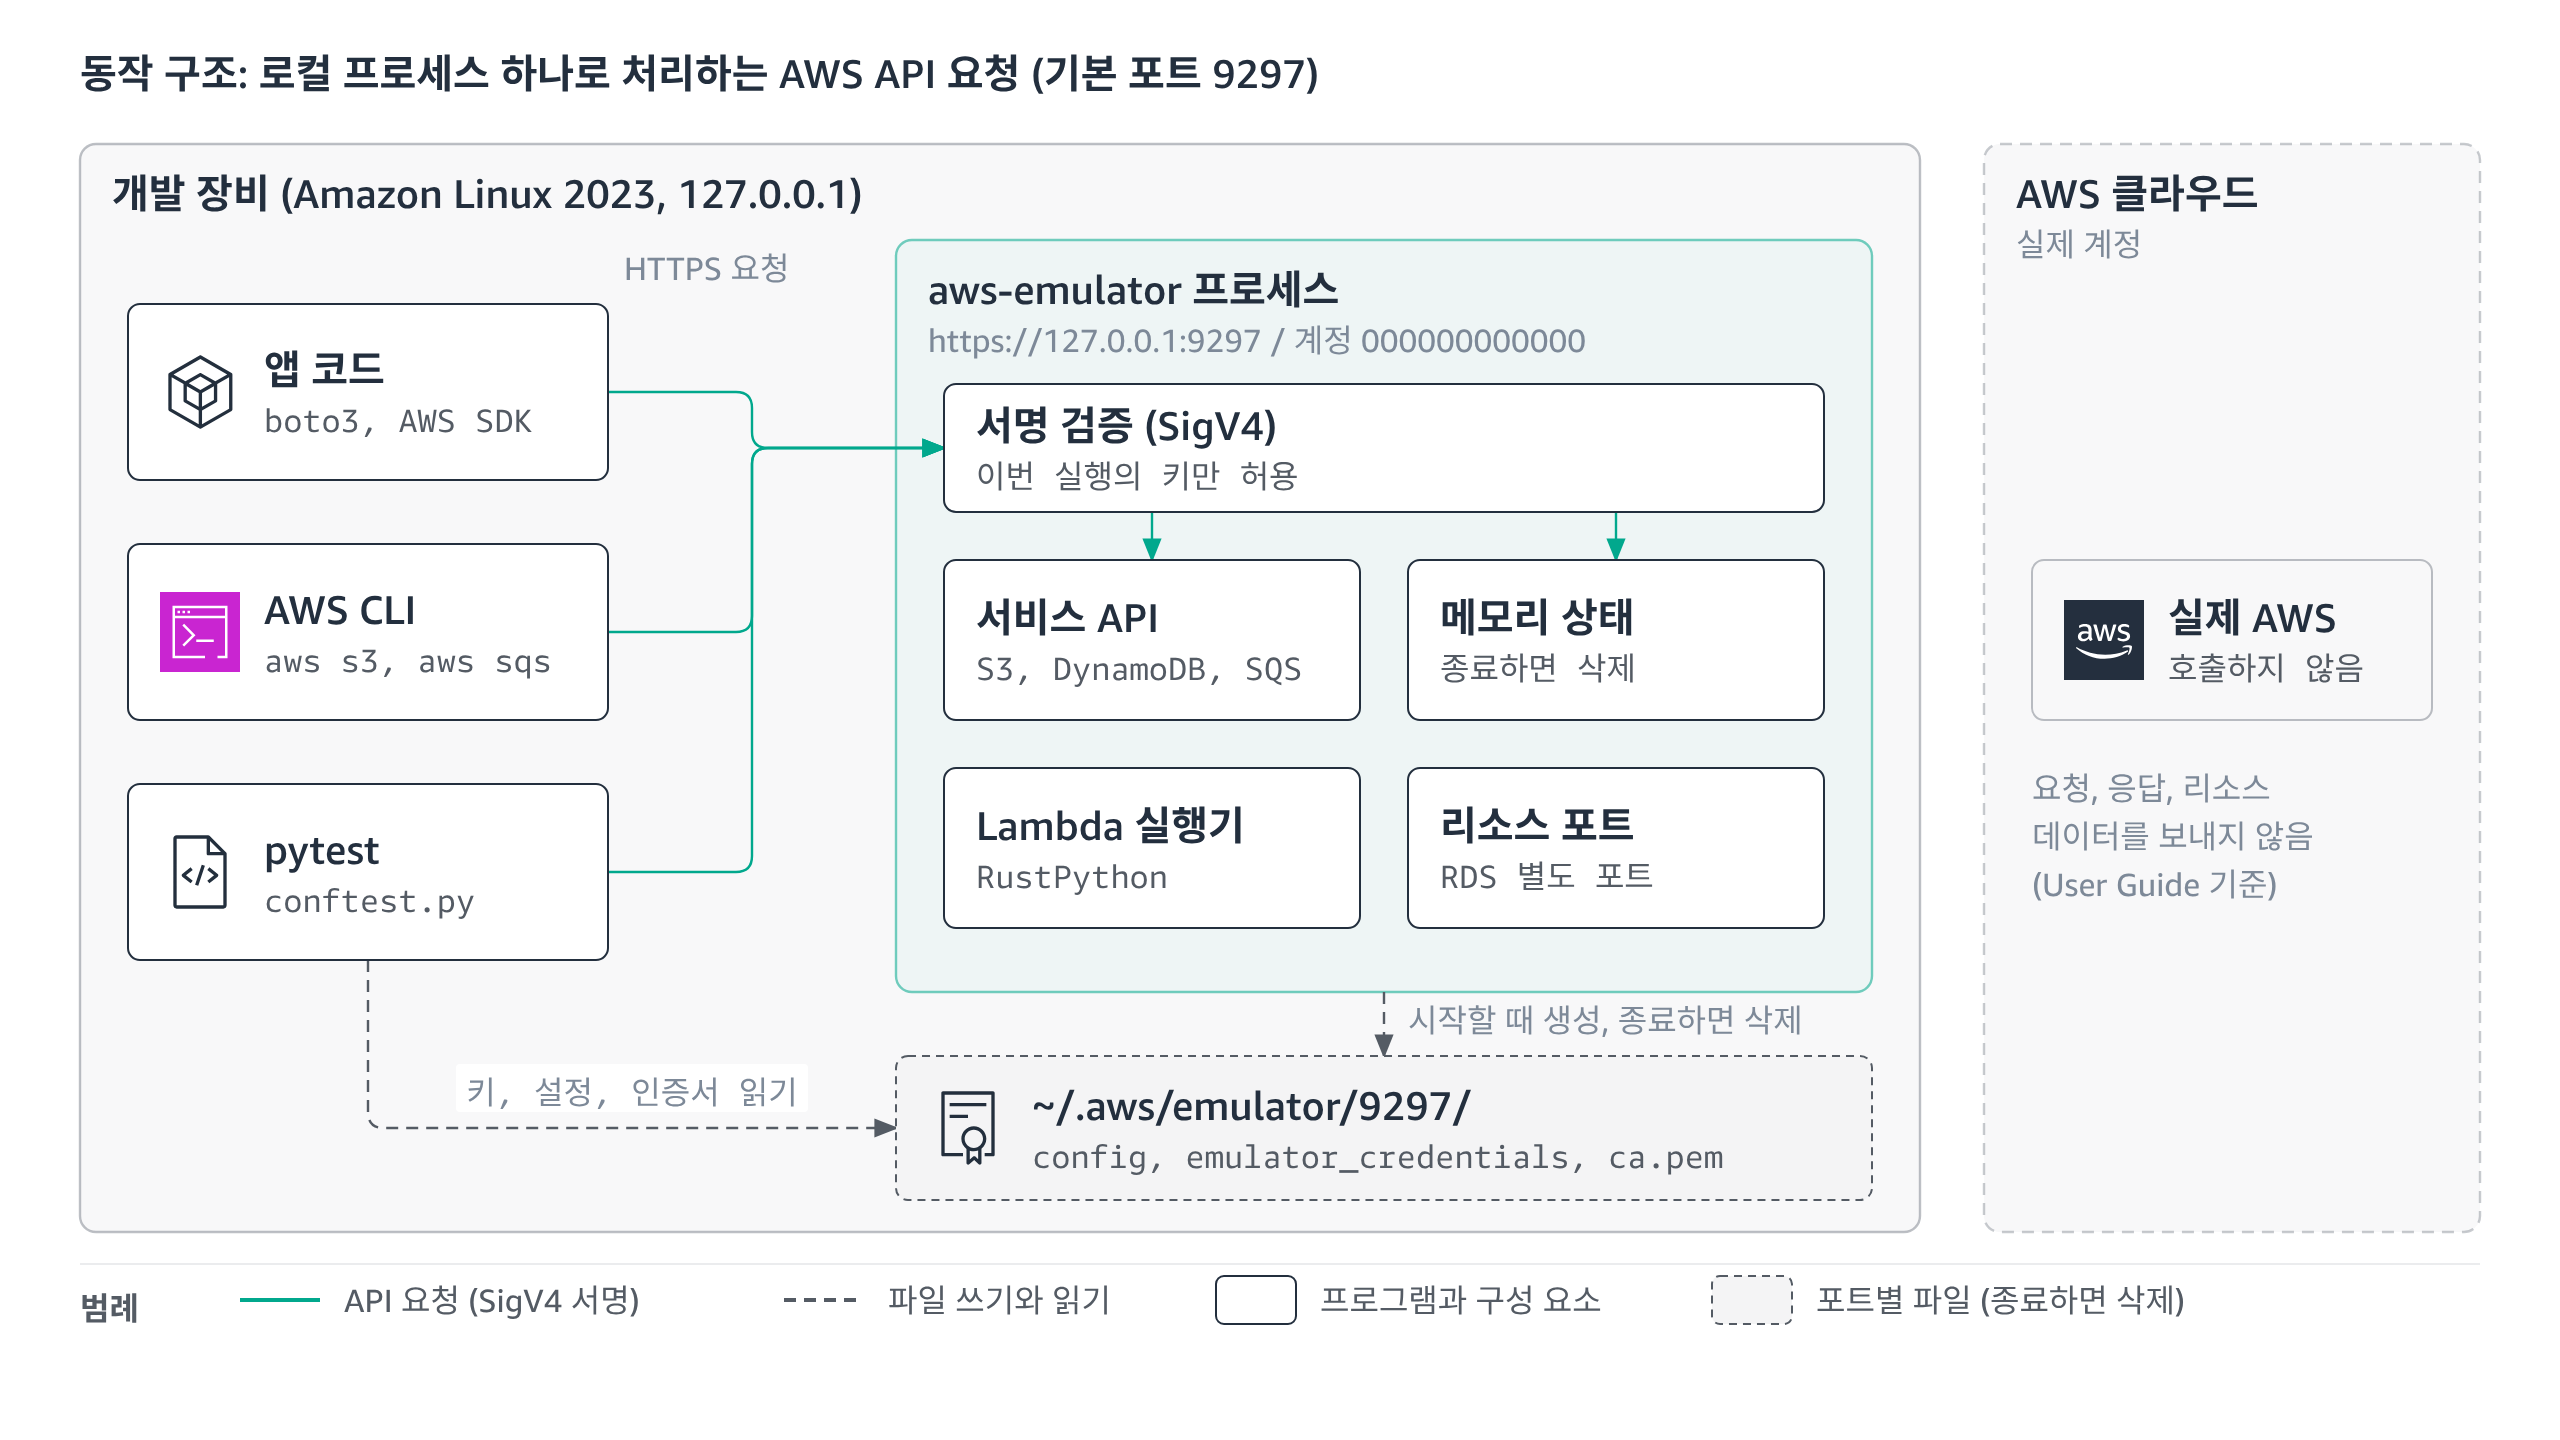 동작 구조: 로컬 프로세스 하나로 처리하는 AWS API 요청 (기본 포트 9297)
개발 장비 (Amazon Linux 2023, 127.0.0.1)
HTTPS 요청
앱 코드
boto3, AWS SDK
AWS CLI
aws s3, aws sqs
pytest
conftest.py
aws-emulator 프로세스
https://127.0.0.1:9297 / 계정 000000000000
서명 검증 (SigV4)
이번 실행의 키만 허용
서비스 API
S3, DynamoDB, SQS
메모리 상태
종료하면 삭제
Lambda 실행기
RustPython
리소스 포트
RDS 별도 포트
시작할 때 생성, 종료하면 삭제
키, 설정, 인증서 읽기
~/.aws/emulator/9297/
config, emulator_credentials, ca.pem
AWS 클라우드
실제 계정
aws
실제 AWS
호출하지 않음
요청, 응답, 리소스
데이터를 보내지 않음
(User Guide 기준)
범례
API 요청 (SigV4 서명)
파일 쓰기와 읽기
프로그램과 구성 요소
포트별 파일 (종료하면 삭제)